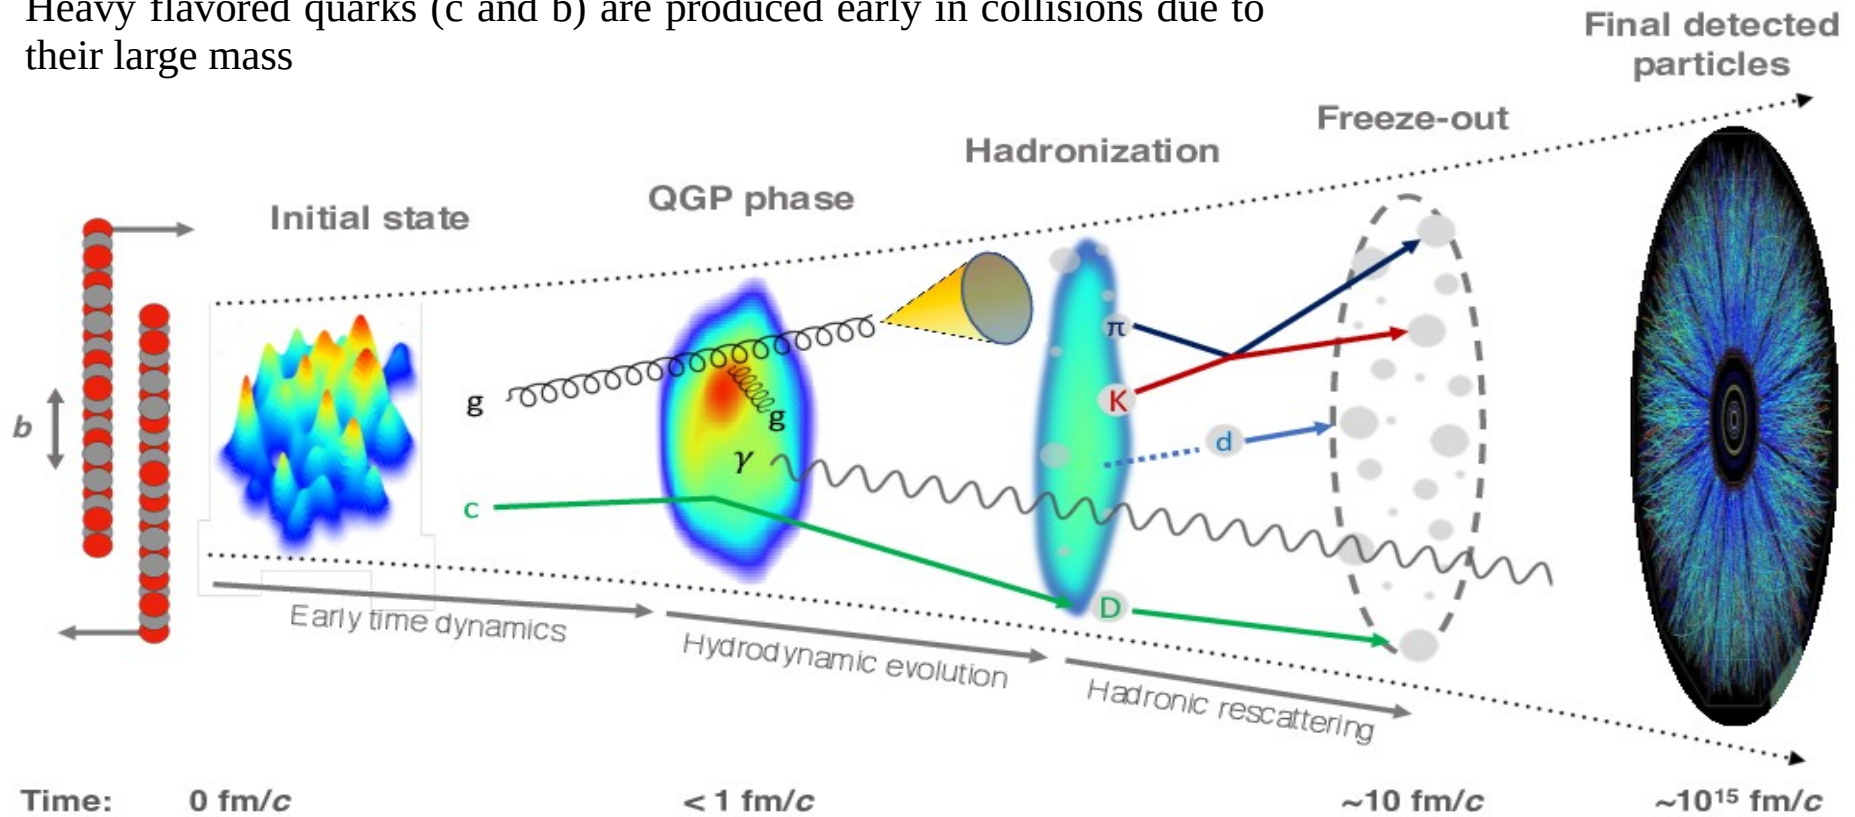 Heavy flavored quarks (c and b) are produced early in collisions due to
their large mass
Final detected
particles
Freeze-out
Hadronization
QGP phase
Initial state
b
g
g
γ
c
π
K
d
D
Early time dynamics
Hydrodynamic evolution
Hadronic rescattering
Time: 0 fm/c < 1 fm/c ~10 fm/c ~10¹⁵ fm/c